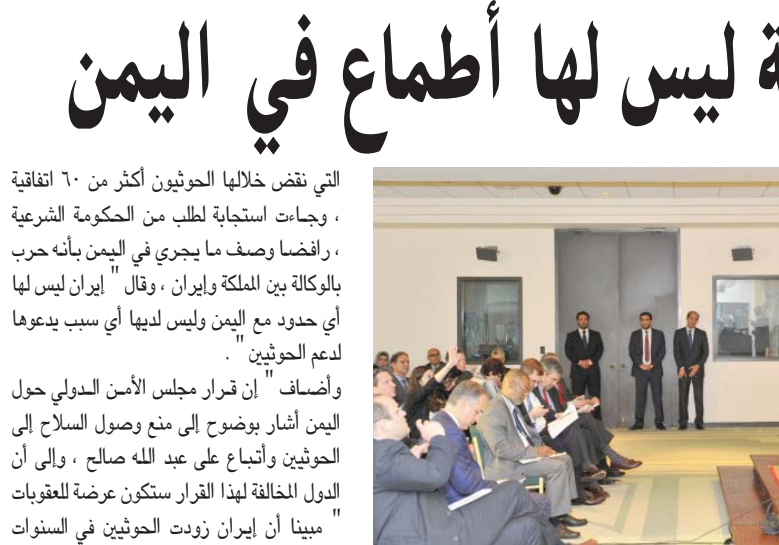 ة ليس لها أطماع في اليمن
التي نقض خلالها الحوثيون أكثر من ٦٠ اتفاقية
، وجاءت استجابة لطلب من الحكومة الشرعية
، رافضا وصف ما يجري في اليمن بأنه حرب
بالوكالة بين المملكة وإيران ، وقال " إيران ليس لها
أي حدود مع اليمن وليس لديها أي سبب يدعوها
لدعم الحوثيين " .
وأضاف " إن قرار مجلس الأمن الدولي حول
اليمن أشار بوضوح إلى منع وصول السلاح إلى
الحوثيين وأتباع على عبد الله صالح ، وإلى أن
الدول المخالفة لهذا القرار ستكون عرضة للعقوبات
" مبينا أن إيران زودت الحوثيين في السنوات